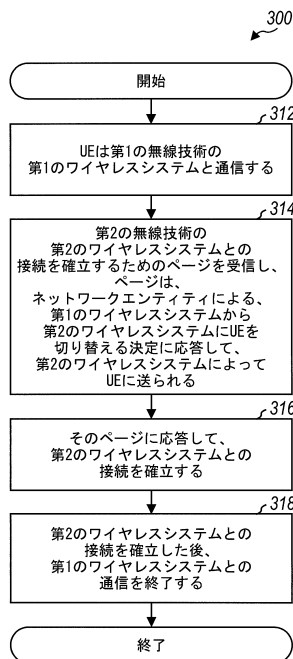 300
開始
312
UEは第1の無線技術の
第1のワイヤレスシステムと通信する
314
第2の無線技術の
第2のワイヤレスシステムとの
接続を確立するためのページを受信し、
ページは、
ネットワークエンティティによる、
第1のワイヤレスシステムから
第2のワイヤレスシステムにUEを
切り替える決定に応答して、
第2のワイヤレスシステムによって
UEに送られる
316
そのページに応答して、
第2のワイヤレスシステムとの
接続を確立する
318
第2のワイヤレスシステムとの
接続を確立した後、
第1のワイヤレスシステムとの
通信を終了する
終了